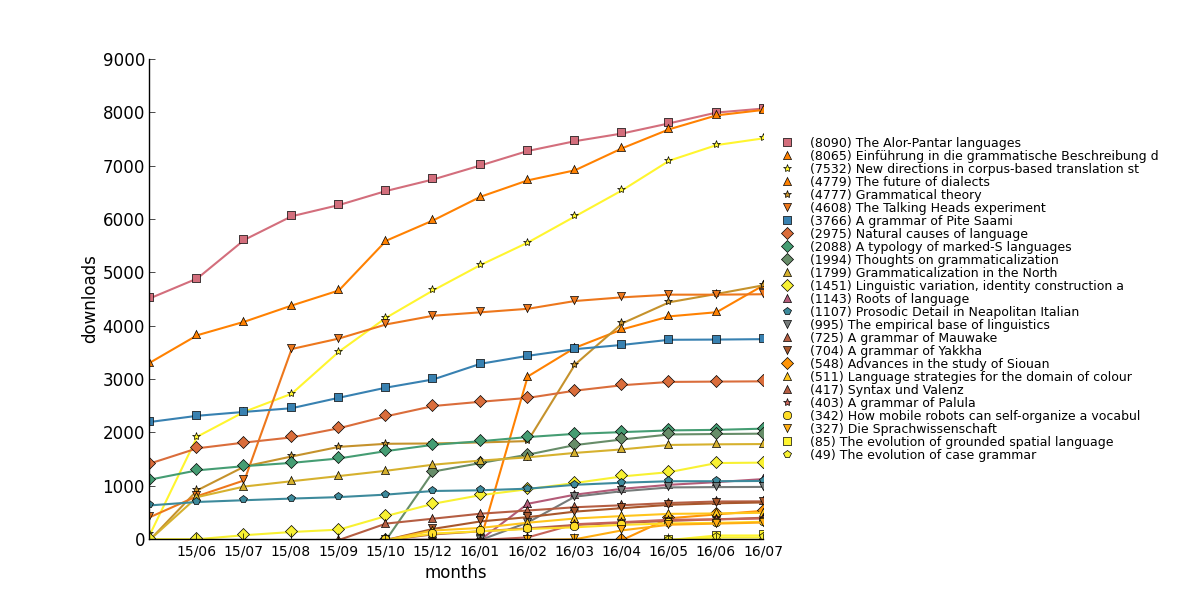 9000
8000
7000
6000
5000
4000
3000
2000
1000
0
downloads
15/06 15/07 15/08 15/09 15/10 15/12 16/01 16/02 16/03 16/04 16/05 16/06 16/07
months
(8090) The Alor-Pantar languages
(8065) Einführung in die grammatische Beschreibung d
(7532) New directions in corpus-based translation st
(4779) The future of dialects
(4777) Grammatical theory
(4608) The Talking Heads experiment
(3766) A grammar of Pite Saami
(2975) Natural causes of language
(2088) A typology of marked-S languages
(1994) Thoughts on grammaticalization
(1799) Grammaticalization in the North
(1451) Linguistic variation, identity construction a
(1143) Roots of language
(1107) Prosodic Detail in Neapolitan Italian
(995) The empirical base of linguistics
(725) A grammar of Mauwake
(704) A grammar of Yakkha
(548) Advances in the study of Siouan
(511) Language strategies for the domain of colour
(417) Syntax und Valenz
(403) A grammar of Palula
(342) How mobile robots can self-organize a vocabul
(327) Die Sprachwissenschaft
(85) The evolution of grounded spatial language
(49) The evolution of case grammar